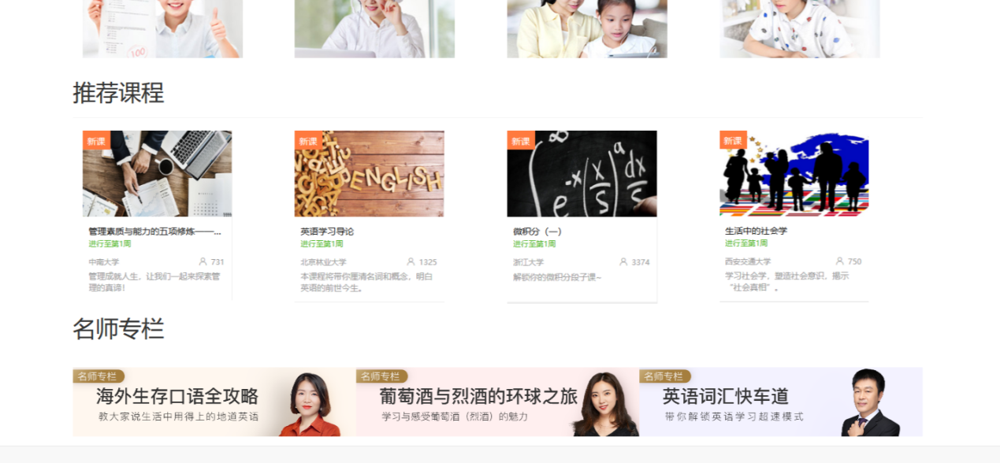 100
推荐课程
新课
新课
新课
新课
ENGLISH
管理素质与能力的五项修炼——...
进行至第1周
中南大学 731
管理成就人生，让我们一起来探索管
理的真谛！
英语学习导论
进行至第1周
北京林业大学 1325
本课程将带你厘清名词和概念，明白
英语的前世今生。
微积分（一）
进行至第1周
浙江大学 3374
解锁你的微积分段子课~
生活中的社会学
进行至第1周
西安交通大学 750
学习社会学，塑造社会意识，揭示
“社会真相”。
名师专栏
名师专栏
海外生存口语全攻略
教大家说生活中用得上的地道英语
名师专栏
葡萄酒与烈酒的环球之旅
学习与感受葡萄酒（烈酒）的魅力
名师专栏
英语词汇快车道
带你解锁英语学习超速模式